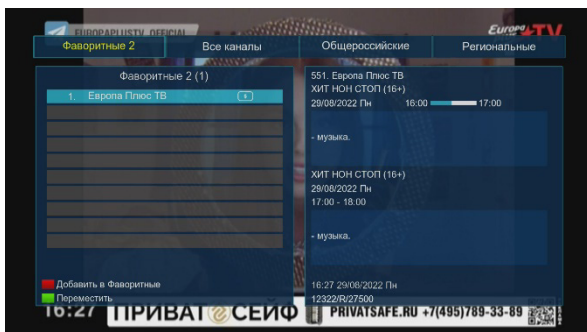 EUROPAPLUSTV_OFFICIAL
Europa+TV
Фаворитные 2
Все каналы
Общероссийские
Региональные
Фаворитные 2 (1)
1. Европа Плюс ТВ
551. Европа Плюс ТВ
ХИТ НОН СТОП (16+)
29/08/2022 Пн 16:00 17:00
- музыка.
ХИТ НОН СТОП (16+)
29/08/2022 Пн
17:00 - 18:00
- музыка.
Добавить в Фаворитные
Переместить
16:27 29/08/2022 Пн
12322/R/27500
16:27 ПРИВАТ СЕЙФ PRIVATSAFE.RU +7(495)789-33-89